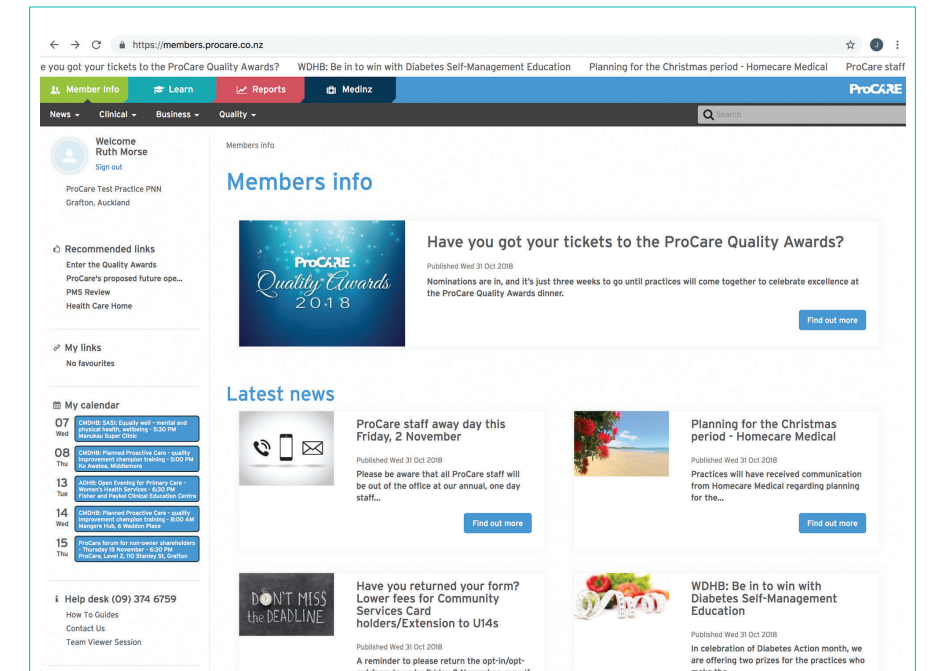 https://members.procare.co.nz
e you got your tickets to the ProCare Quality Awards? WDHB: Be in to win with Diabetes Self-Management Education Planning for the Christmas period - Homecare Medical ProCare staff
Member Info Learn Reports Medinz ProCARE
News Clinical Business Quality Search
Welcome
Ruth Morse
Sign out
ProCare Test Practice PNN
Grafton, Auckland
Recommended links
Enter the Quality Awards
ProCare's proposed future ope...
PMS Review
Health Care Home
My links
No favourites
My calendar
07 Wed
CMDHB: SASI: Equally well - mental and
physical health, wellbeing - 5:30 PM
Manukau Super Clinic
08 Thu
CMDHB: Planned Proactive Care - quality
improvement champion training - 5:00 PM
Ko Awatea, Middlemore
13 Tue
ADHB: Open Evening for Primary Care -
Women's Health Services - 6:30 PM
Fisher and Paykel Clinical Education Centre
14 Wed
CMDHB: Planned Proactive Care - quality
improvement champion training - 8:00 AM
Mangere Hub, 6 Waddon Place
15 Thu
ProCare forum for non-owner shareholders
- Thursday 15 November - 6:30 PM
ProCare, Level 2, 110 Stanley St, Grafton
Help desk (09) 374 6759
How To Guides
Contact Us
Team Viewer Session
Members info
Members info
ProCARE
Quality Awards
2018
Have you got your tickets to the ProCare Quality Awards?
Published Wed 31 Oct 2018
Nominations are in, and it's just three weeks to go until practices will come together to celebrate excellence at
the ProCare Quality Awards dinner.
Find out more
Latest news
ProCare staff away day this
Friday, 2 November
Published Wed 31 Oct 2018
Please be aware that all ProCare staff will
be out of the office at our annual, one day
staff...
Find out more
Planning for the Christmas
period - Homecare Medical
Published Wed 31 Oct 2018
Practices will have received communication
from Homecare Medical regarding planning
for the...
Find out more
DON'T MISS
the DEADLINE
Have you returned your form?
Lower fees for Community
Services Card
holders/Extension to U14s
Published Wed 31 Oct 2018
A reminder to please return the opt-in/opt-
WDHB: Be in to win with
Diabetes Self-Management
Education
Published Wed 31 Oct 2018
In celebration of Diabetes Action month, we
are offering two prizes for the practices who